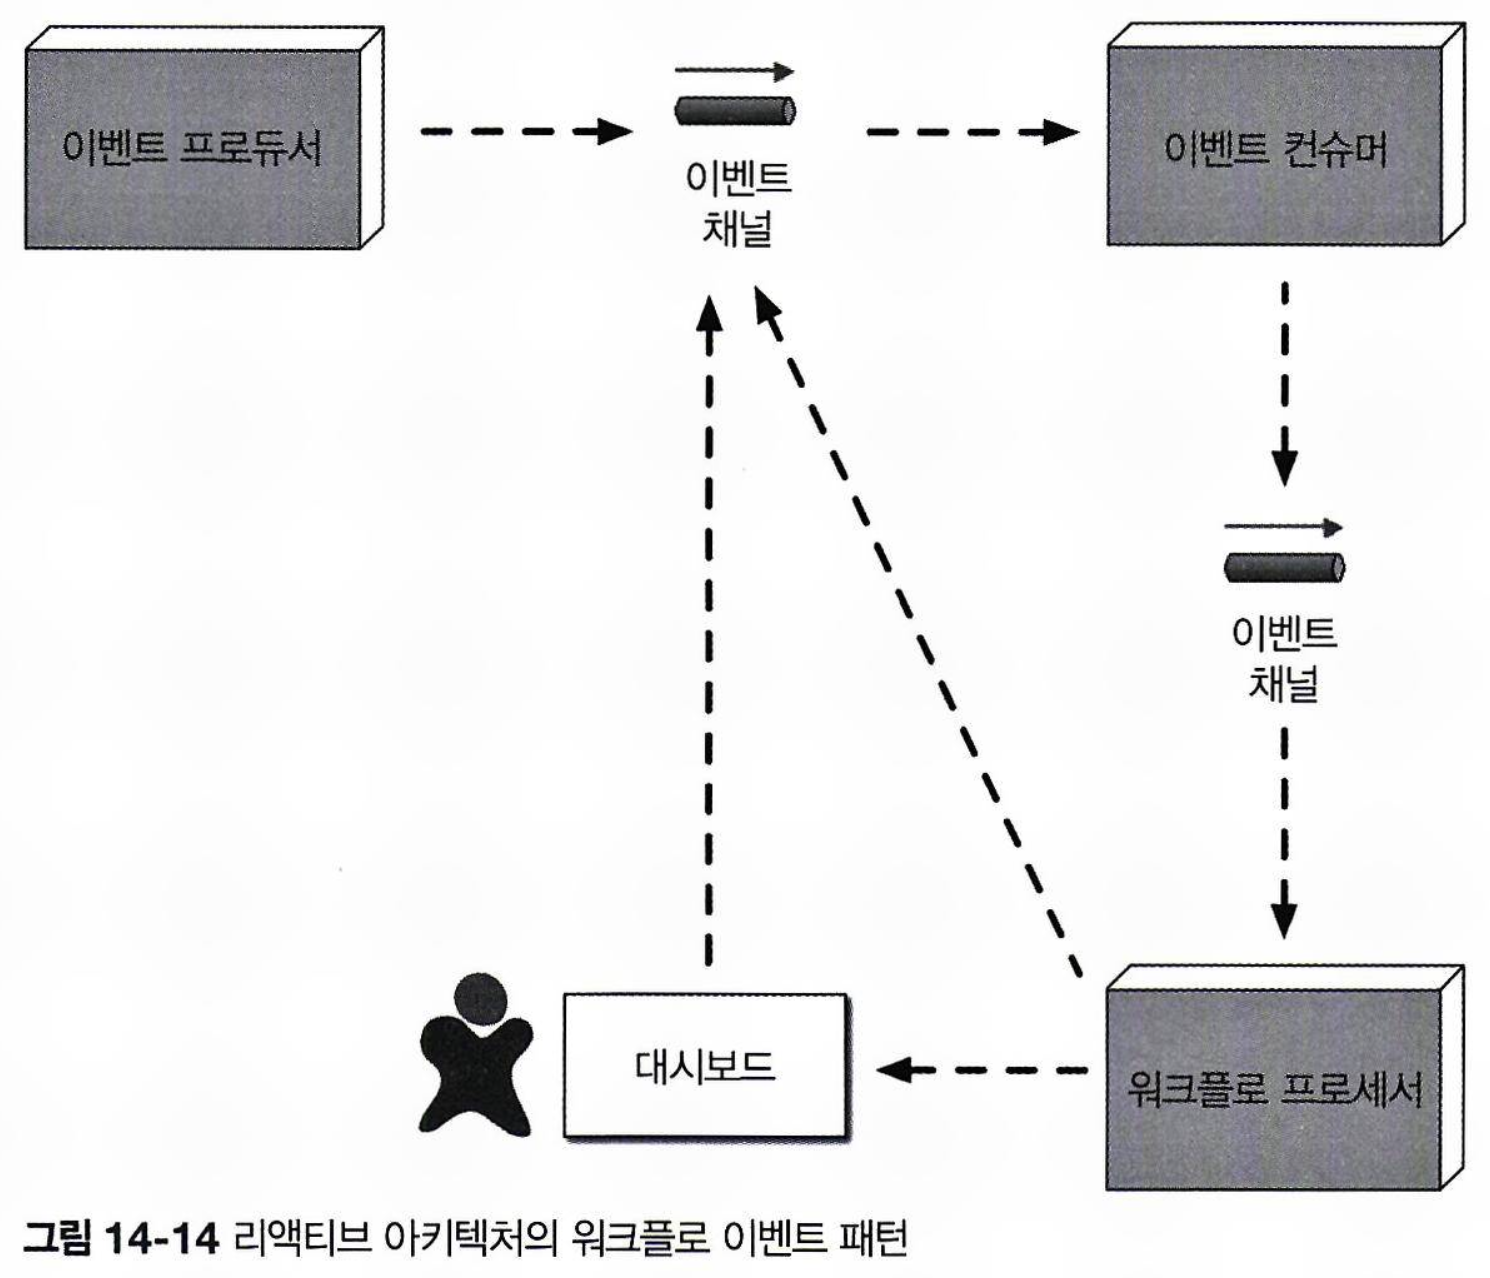 이벤트 프로듀서
이벤트
채널
이벤트 컨슈머
이벤트
채널
대시보드
워크플로 프로세서
그림 14-14 리액티브 아키텍처의 워크플로 이벤트 패턴